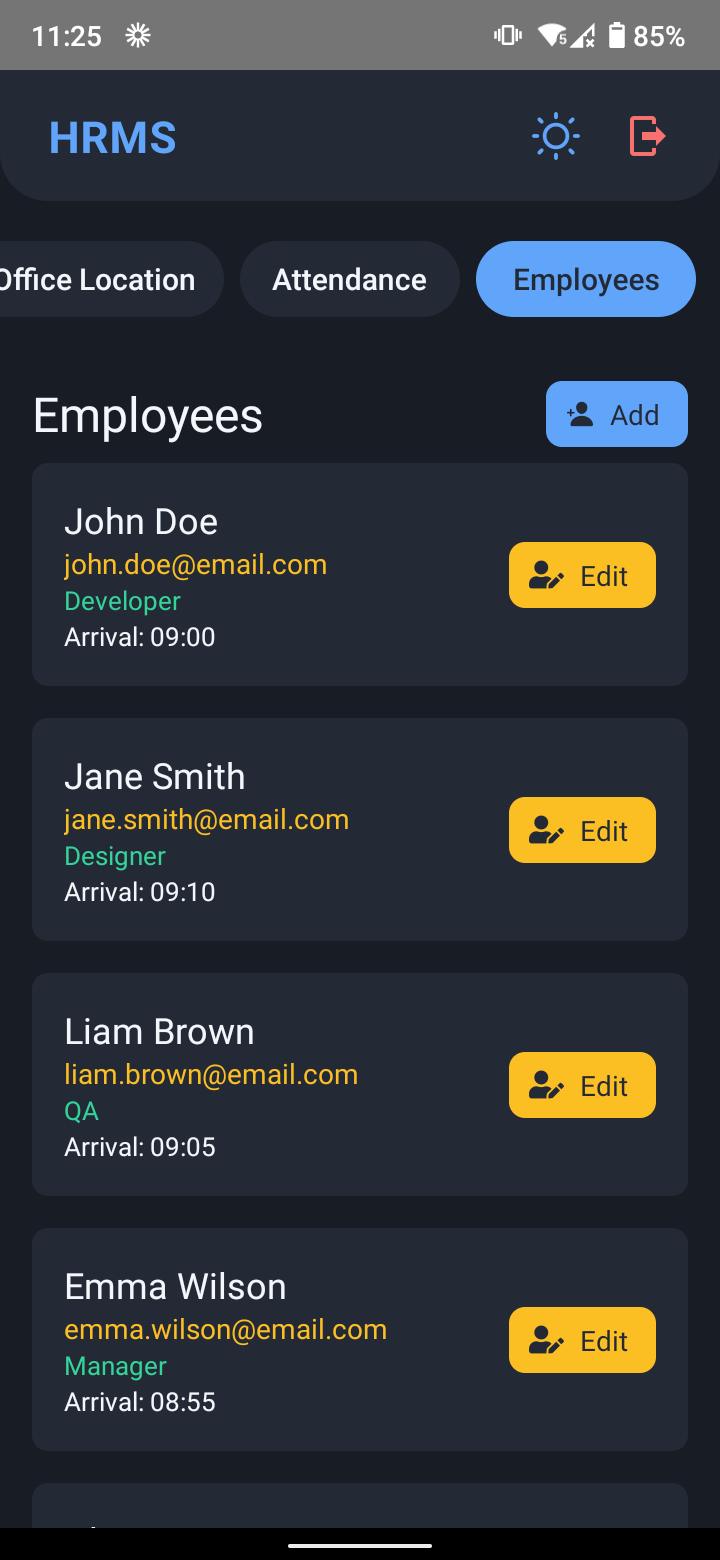 11:25
5
85%
HRMS
Office Location
Attendance
Employees
Employees
Add
John Doe
john.doe@email.com
Developer
Arrival: 09:00
Edit
Jane Smith
jane.smith@email.com
Designer
Arrival: 09:10
Edit
Liam Brown
liam.brown@email.com
QA
Arrival: 09:05
Edit
Emma Wilson
emma.wilson@email.com
Manager
Arrival: 08:55
Edit